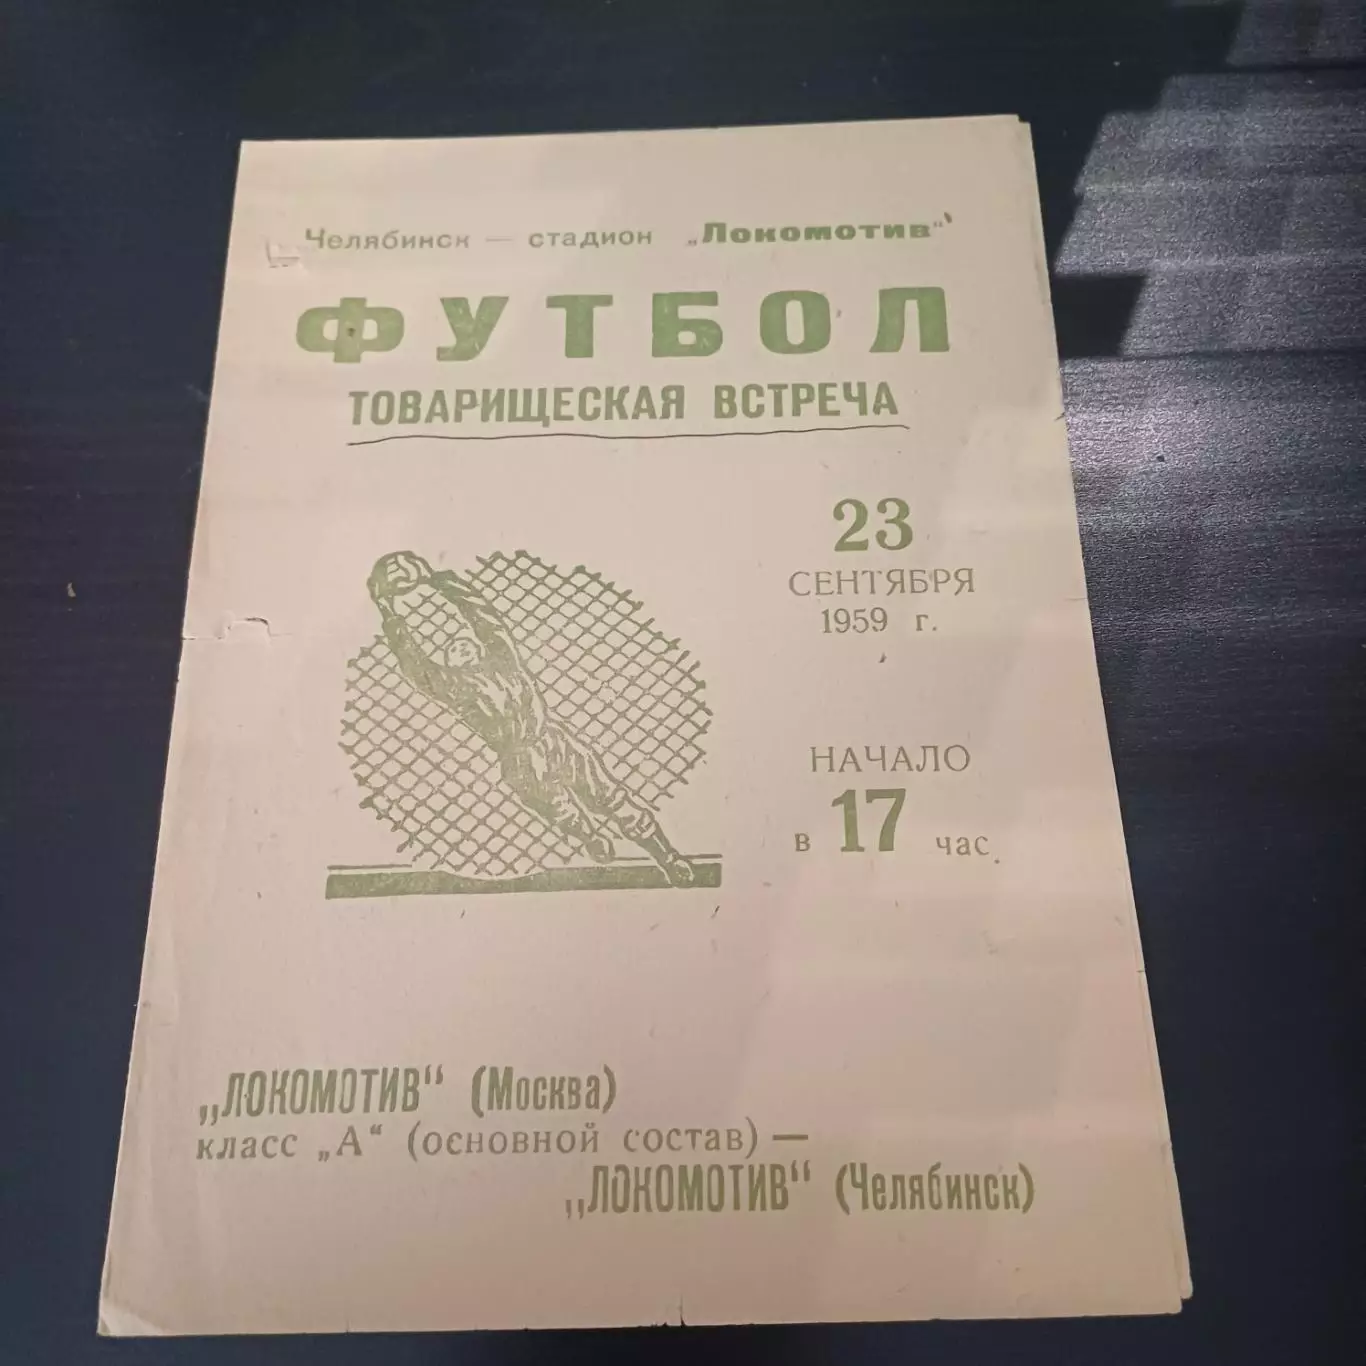 Челябинск — стадион „Локомотив“
ФУТБОЛ
ТОВАРИЩЕСКАЯ ВСТРЕЧА
23
СЕНТЯБРЯ
1959 г.
НАЧАЛО
в 17 час.
„ЛОКОМОТИВ“ (Москва)
класс „А“ (основной состав) —
„ЛОКОМОТИВ“ (Челябинск)